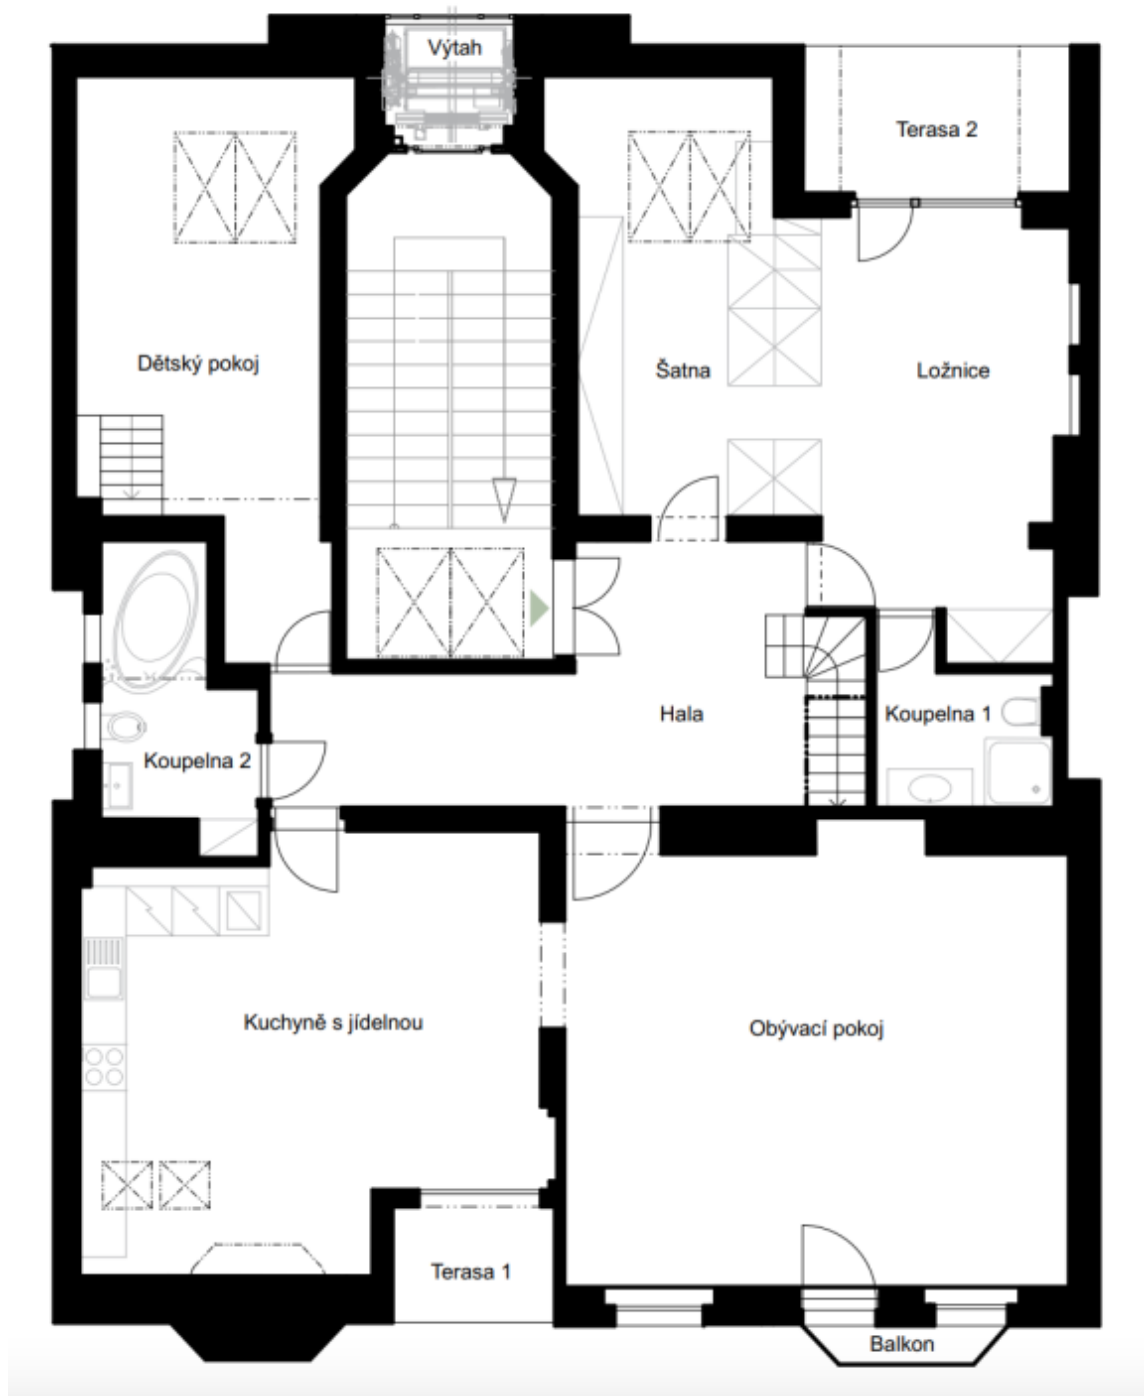 Výtah
Terasa 2
Dětský pokoj
Šatna
Ložnice
Hala
Koupelna 1
Koupelna 2
Kuchyně s jídelnou
Obývací pokoj
Terasa 1
Balkon